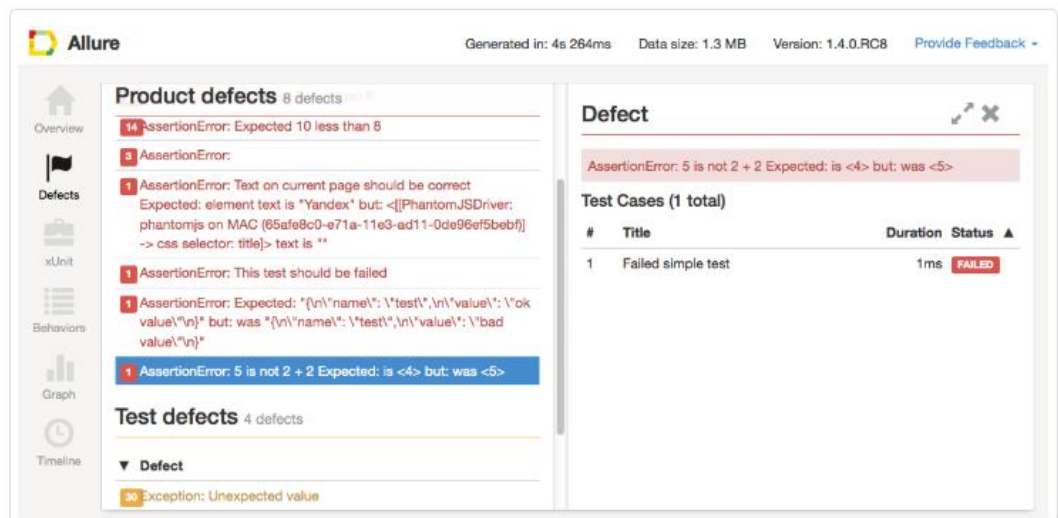 Allure
Generated in: 4s 264ms Data size: 1.3 MB Version: 1.4.0.RC8 Provide Feedback
Overview
Defects
xUnit
Behaviors
Graph
Timeline
Product defects 8 defects
14 AssertionError: Expected 10 less than 8
3 AssertionError:
1 AssertionError: Text on current page should be correct
Expected: element text is "Yandex" but: <[[PhantomJSDriver:
phantomjs on MAC (65afe8c0-e71a-11e3-ad11-0de96ef5bebf)]
-> css selector: title]> text is ""
1 AssertionError: This test should be failed
1 AssertionError: Expected: "{\n\"name\": \"test\",\n\"value\": \"ok
value\"\n}" but: was "{\n\"name\": \"test\",\n\"value\": \"bad
value\"\n}"
1 AssertionError: 5 is not 2 + 2 Expected: is <4> but: was <5>
Test defects 4 defects
▼ Defect
30 Exception: Unexpected value
Defect
AssertionError: 5 is not 2 + 2 Expected: is <4> but: was <5>
Test Cases (1 total)
# Title Duration Status ▲
1 Failed simple test 1ms FAILED